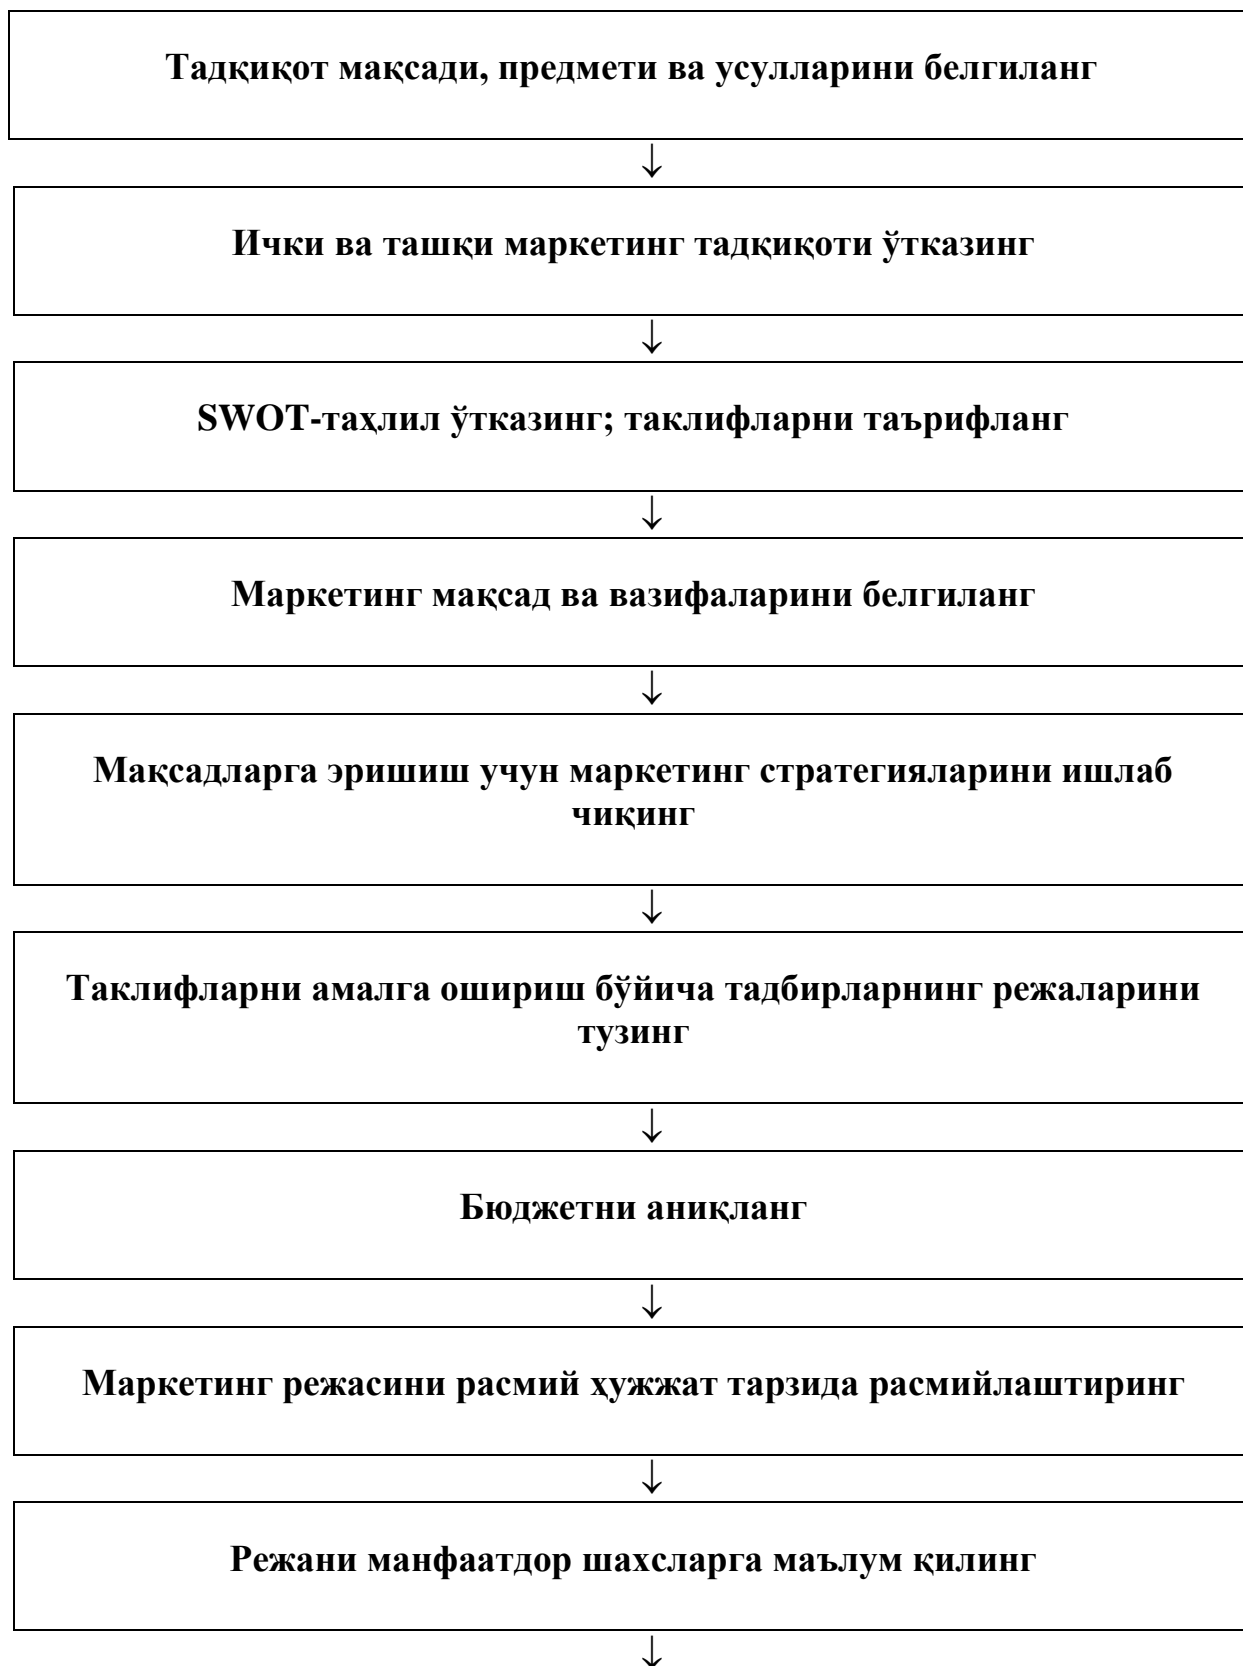 Тадқиқот мақсади, предмети ва усулларини белгиланг
↓
Ички ва ташқи маркетинг тадқиқоти ўтказинг
↓
SWOT-таҳлил ўтказинг; таклифларни таърифланг
↓
Маркетинг мақсад ва вазифаларини белгиланг
↓
Мақсадларга эришиш учун маркетинг стратегияларини ишлаб
чиқинг
↓
Таклифларни амалга ошириш бўйича тадбирларнинг режаларини
тузинг
↓
Бюджетни аниқланг
↓
Маркетинг режасини расмий ҳужжат тарзида расмийлаштиринг
↓
Режани манфаатдор шахсларга маълум қилинг
↓